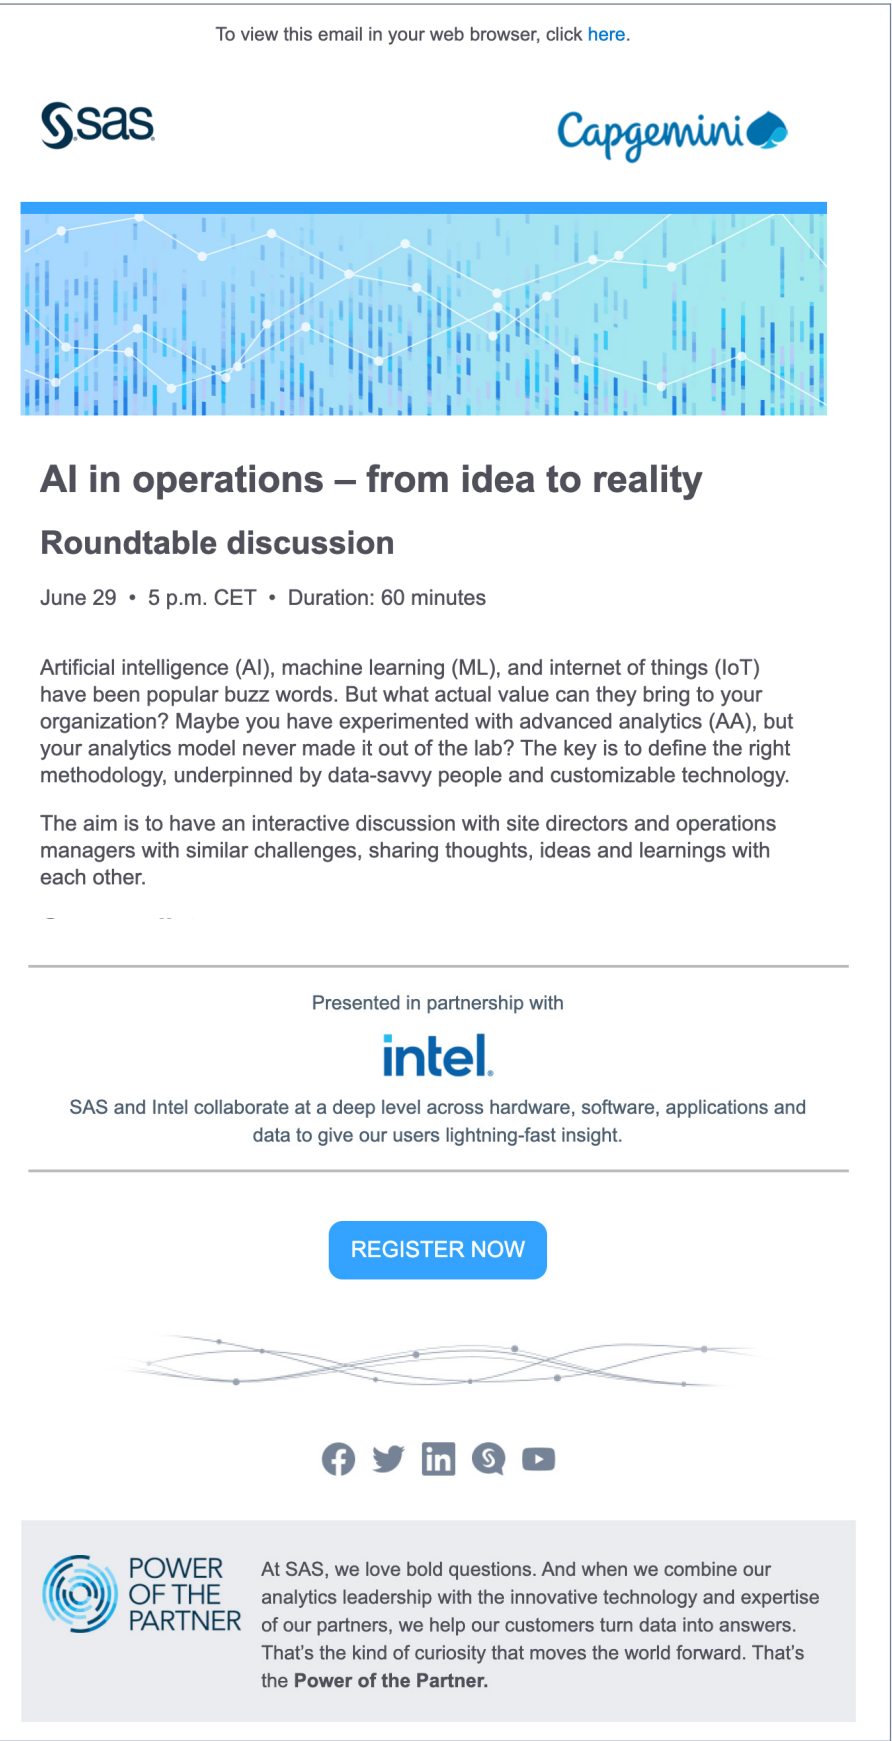 To view this email in your web browser, click here.
sas
Capgemini
AI in operations – from idea to reality
Roundtable discussion
June 29 • 5 p.m. CET • Duration: 60 minutes
Artificial intelligence (AI), machine learning (ML), and internet of things (IoT)
have been popular buzz words. But what actual value can they bring to your
organization? Maybe you have experimented with advanced analytics (AA), but
your analytics model never made it out of the lab? The key is to define the right
methodology, underpinned by data-savvy people and customizable technology.
The aim is to have an interactive discussion with site directors and operations
managers with similar challenges, sharing thoughts, ideas and learnings with
each other.
Presented in partnership with
intel.
SAS and Intel collaborate at a deep level across hardware, software, applications and
data to give our users lightning-fast insight.
REGISTER NOW
POWER
OF THE
PARTNER
At SAS, we love bold questions. And when we combine our
analytics leadership with the innovative technology and expertise
of our partners, we help our customers turn data into answers.
That's the kind of curiosity that moves the world forward. That's
the Power of the Partner.